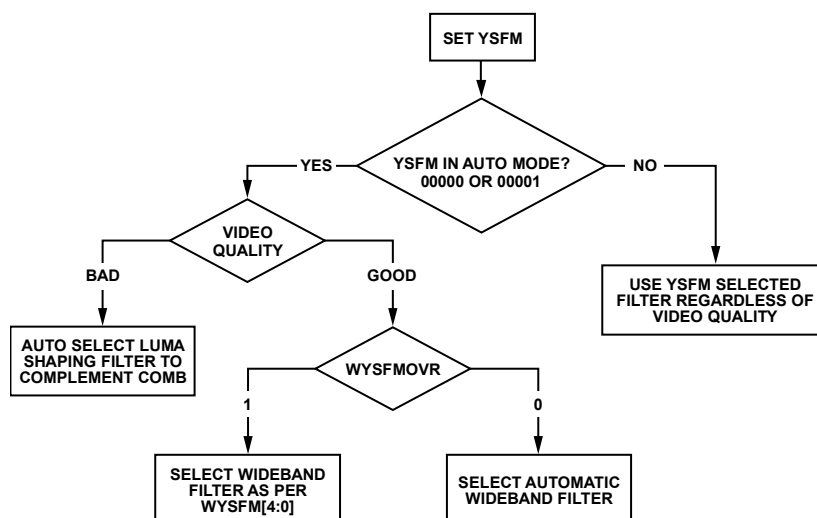 SET YSFM
YSFM IN AUTO MODE?
00000 OR 00001
YES
NO
VIDEO
QUALITY
BAD
GOOD
USE YSFM SELECTED
FILTER REGARDLESS OF
VIDEO QUALITY
AUTO SELECT LUMA
SHAPING FILTER TO
COMPLEMENT COMB
WYSFMOVR
1
0
SELECT WIDEBAND
FILTER AS PER
WYSFM[4:0]
SELECT AUTOMATIC
WIDEBAND FILTER